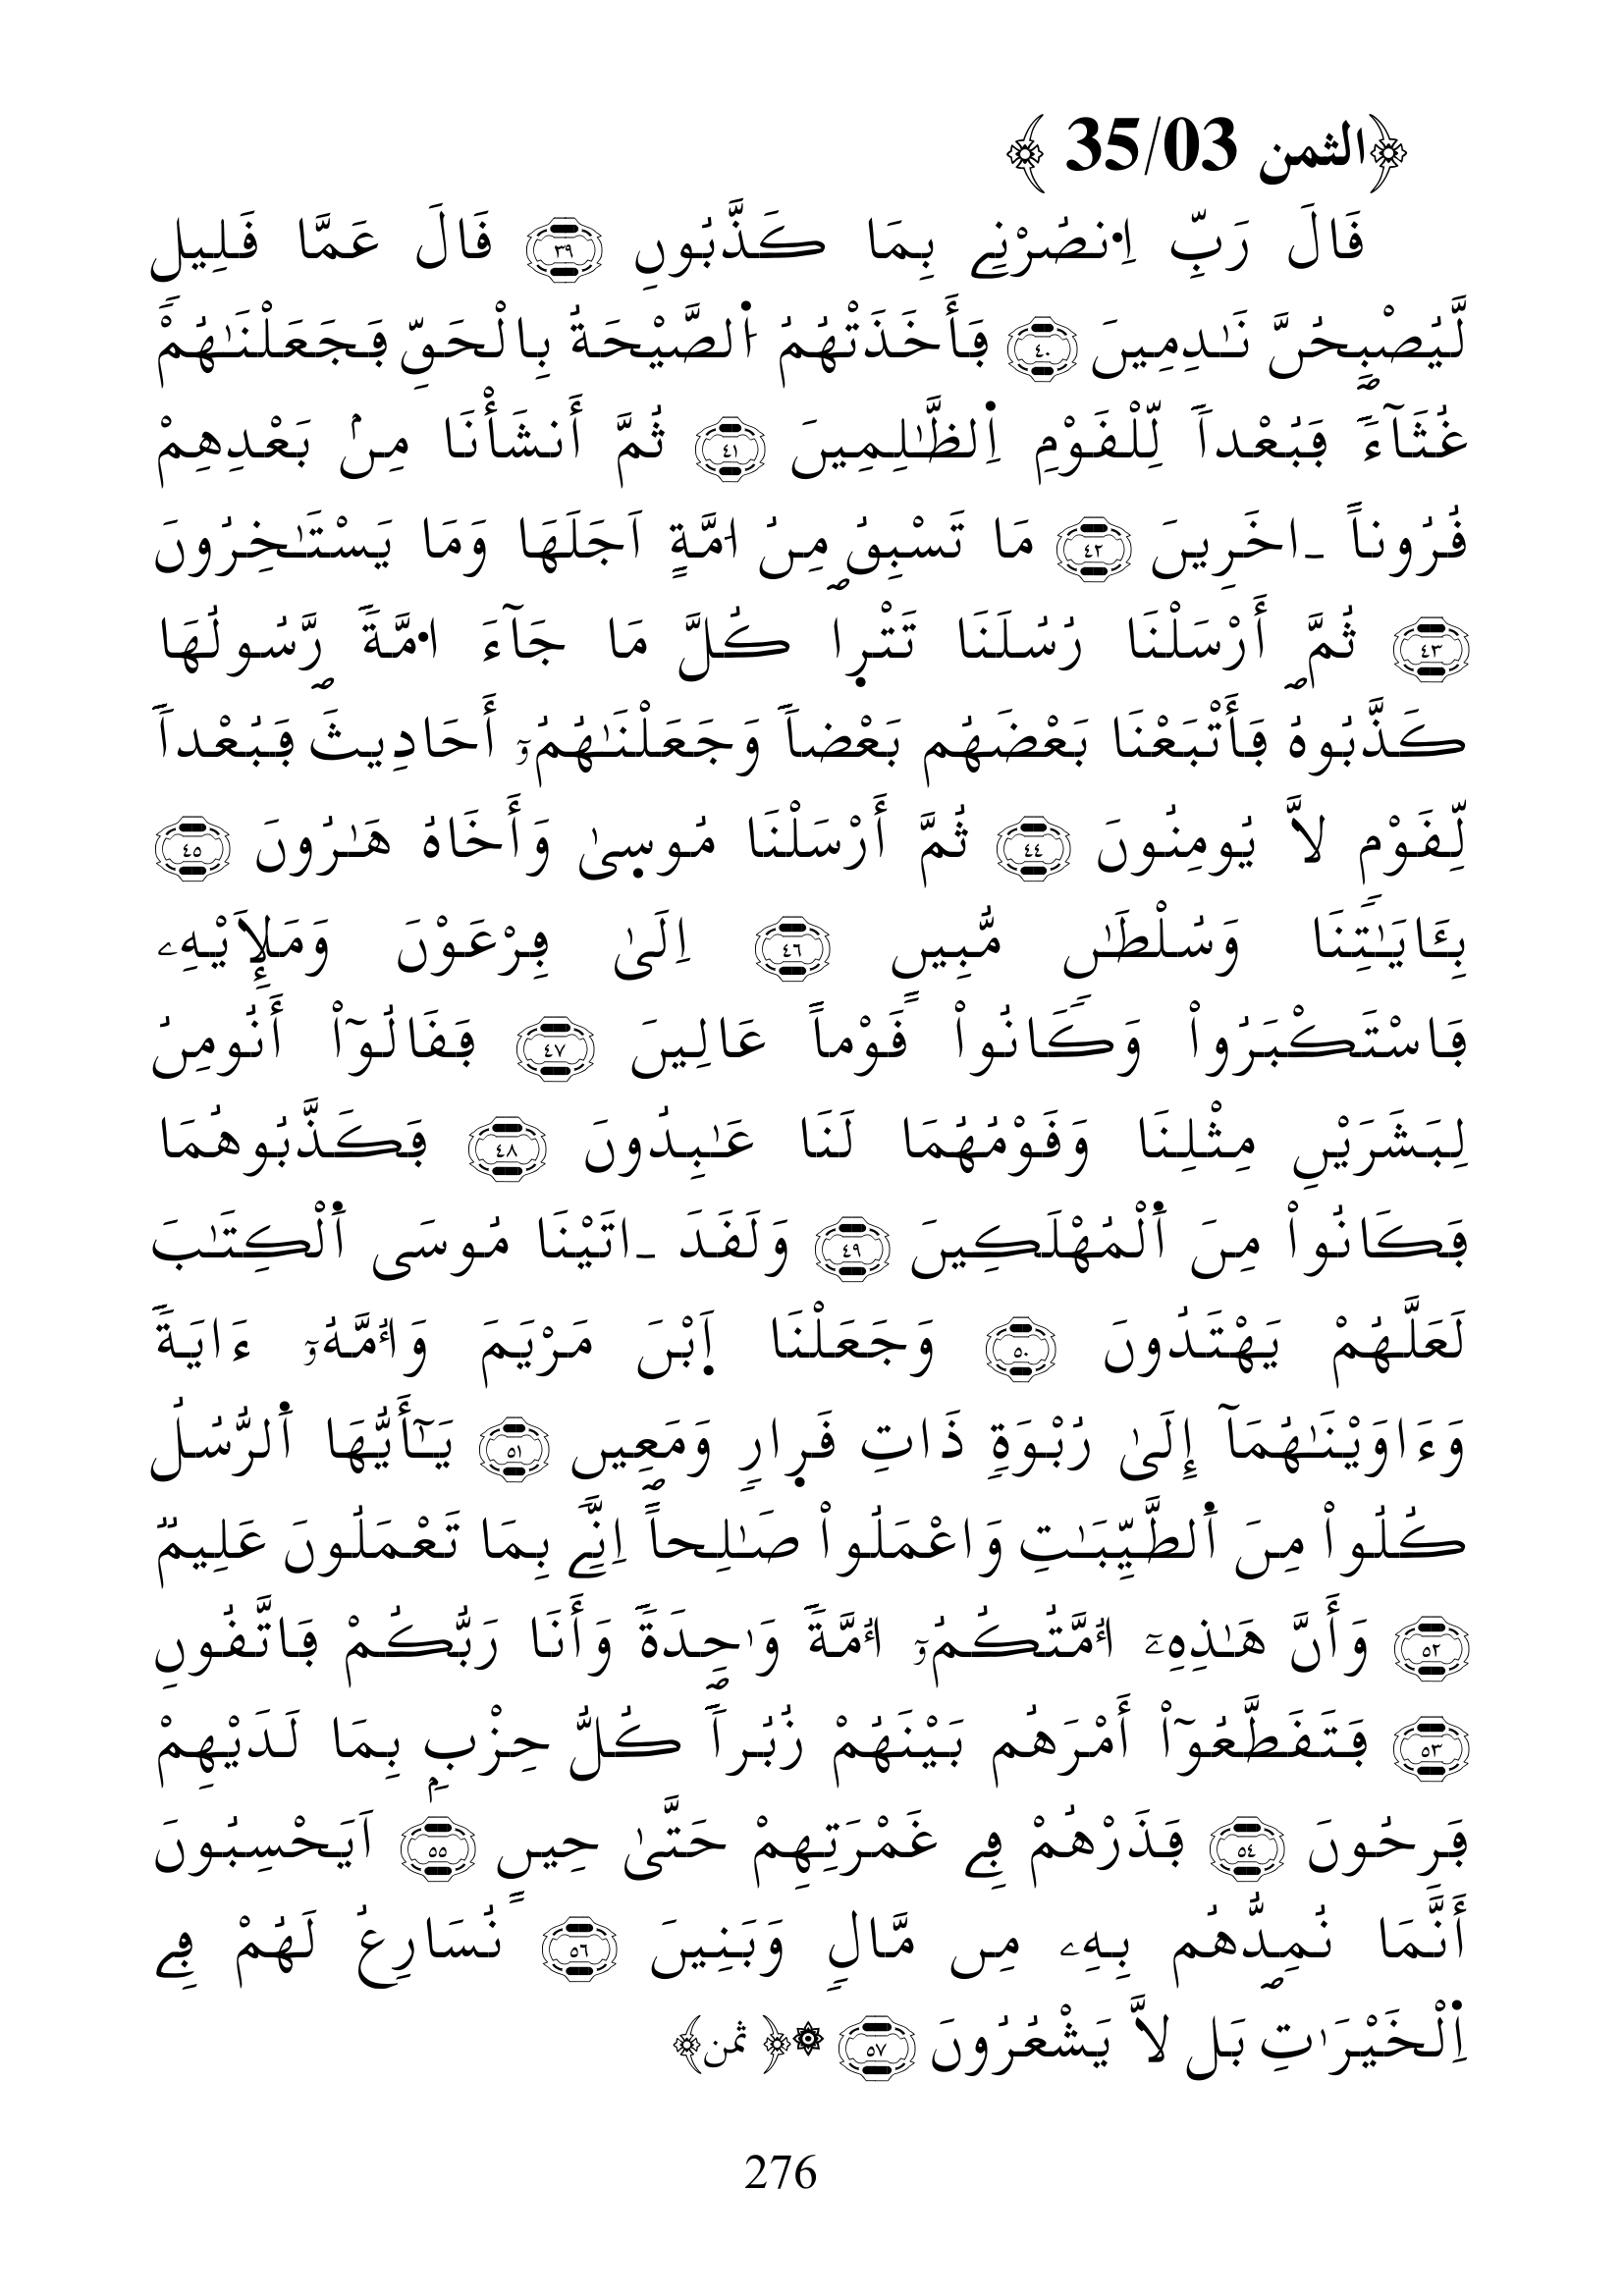 ﴿الثمن 35/03 ﴾
قَالَ رَبِّ اِ۟نصُرْنِے بِمَا كَذَّبُونِ ٣٩ قَالَ عَمَّا قَلِيلٖ
لَّيُصْبِحُنَّ نَٰدِمِينَ ٤٠ فَأَخَذَتْهُمُ اُ۬لصَّيْحَةُ بِالْحَقِّ فَجَعَلْنَٰهُمْ
غُثَآءٗ فَبُعْداٗ لِّلْقَوْمِ اِ۬لظَّٰلِمِينَ ٤١ ثُمَّ أَنشَأْنَا مِنۢ بَعْدِهِمْ
قُرُوناً ـ اخَرِينَ ٤٢ مَا تَسْبِقُ مِنُ ا۟مَّةٍ اَجَلَهَا وَمَا يَسْتَٰخِرُونَ
٤٣ ثُمَّ أَرْسَلْنَا رُسُلَنَا تَتْر۪ا كُلَّ مَا جَآءَ ا۟مَّةٗ رَّسُولُهَا
كَذَّبُوهُ فَأَتْبَعْنَا بَعْضَهُم بَعْضاٗ وَجَعَلْنَٰهُمُۥٓ أَحَادِيثَ فَبُعْداٗ
لِّقَوْمٖ لاَّ يُومِنُونَ ٤٤ ثُمَّ أَرْسَلْنَا مُوس۪يٰ وَأَخَاهُ هَٰرُونَ ٤٥
بِـَٔايَٰتِنَا وَسُلْطَٰنٖ مُّبِينٍ ٤٦ اِلَىٰ فِرْعَوْنَ وَمَلَإِيْهِۦ
فَاسْتَكْبَرُواْ وَكَانُواْ قَوْماً عَالِينَ ٤٧ فَقَالُوٓاْ أَنُومِنُ
لِبَشَرَيْنِ مِثْلِنَا وَقَوْمُهُمَا لَنَا عَٰبِدُونَ ٤٨ فَكَذَّبُوهُمَا
فَكَانُواْ مِنَ اَ۬لْمُهْلَكِينَ ٤٩ وَلَقَدَ ـ اتَيْنَا مُوسَى اَ۬لْكِتَٰبَ
لَعَلَّهُمْ يَهْتَدُونَ ٥٠ وَجَعَلْنَا اَ۪بْنَ مَرْيَمَ وَأُمَّهُۥٓ ءَايَةٗ
وَءَاوَيْنَٰهُمَآ إِلَىٰ رُبْوَةٖ ذَاتِ قَر۪ارٖ وَمَعِينٖ ٥١ يَٰٓأَيُّهَا اَ۬لرُّسُلُ
كُلُواْ مِنَ اَ۬لطَّيِّبَٰتِ وَاعْمَلُواْ صَٰلِحاً اِنِّے بِمَا تَعْمَلُونَ عَلِيمٞ
٥٢ وَأَنَّ هَٰذِهِۦٓ أُمَّتُكُمُۥٓ أُمَّةٗ وَٰحِدَةٗ وَأَنَا رَبُّكُمْ فَاتَّقُونِ
٥٣ فَتَقَطَّعُوٓاْ أَمْرَهُم بَيْنَهُمْ زُبُراٗ كُلُّ حِزْبِۢ بِمَا لَدَيْهِمْ
فَرِحُونَ ٥٤ فَذَرْهُمْ فِے غَمْرَتِهِمْ حَتَّىٰ حِينٍ ٥٥ اَيَحْسِبُونَ
أَنَّمَا نُمِدُّهُم بِهِۦ مِن مَّالٖ وَبَنِينَ ٥٦ نُسَارِعُ لَهُمْ فِے
اِ۬لْخَيْرَٰتِ بَل لاَّ يَشْعُرُونَ ٥٧ ۞﴿ ثمن﴾
276